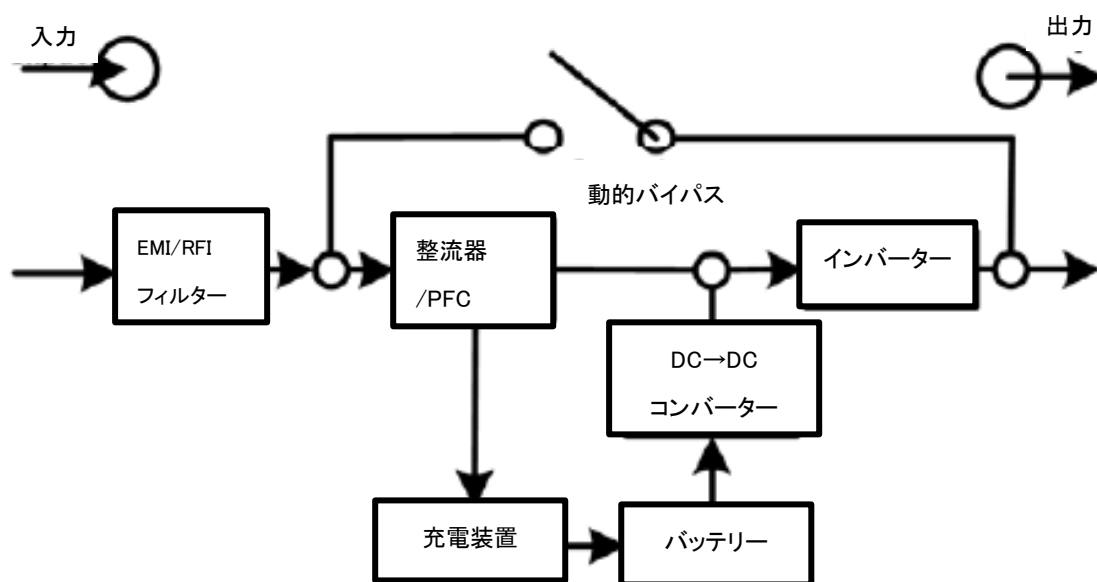 入力
出力
動的バイパス
EMI/RFI
フィルター
整流器
/PFC
インバーター
DC→DC
コンバーター
充電装置
バッテリー